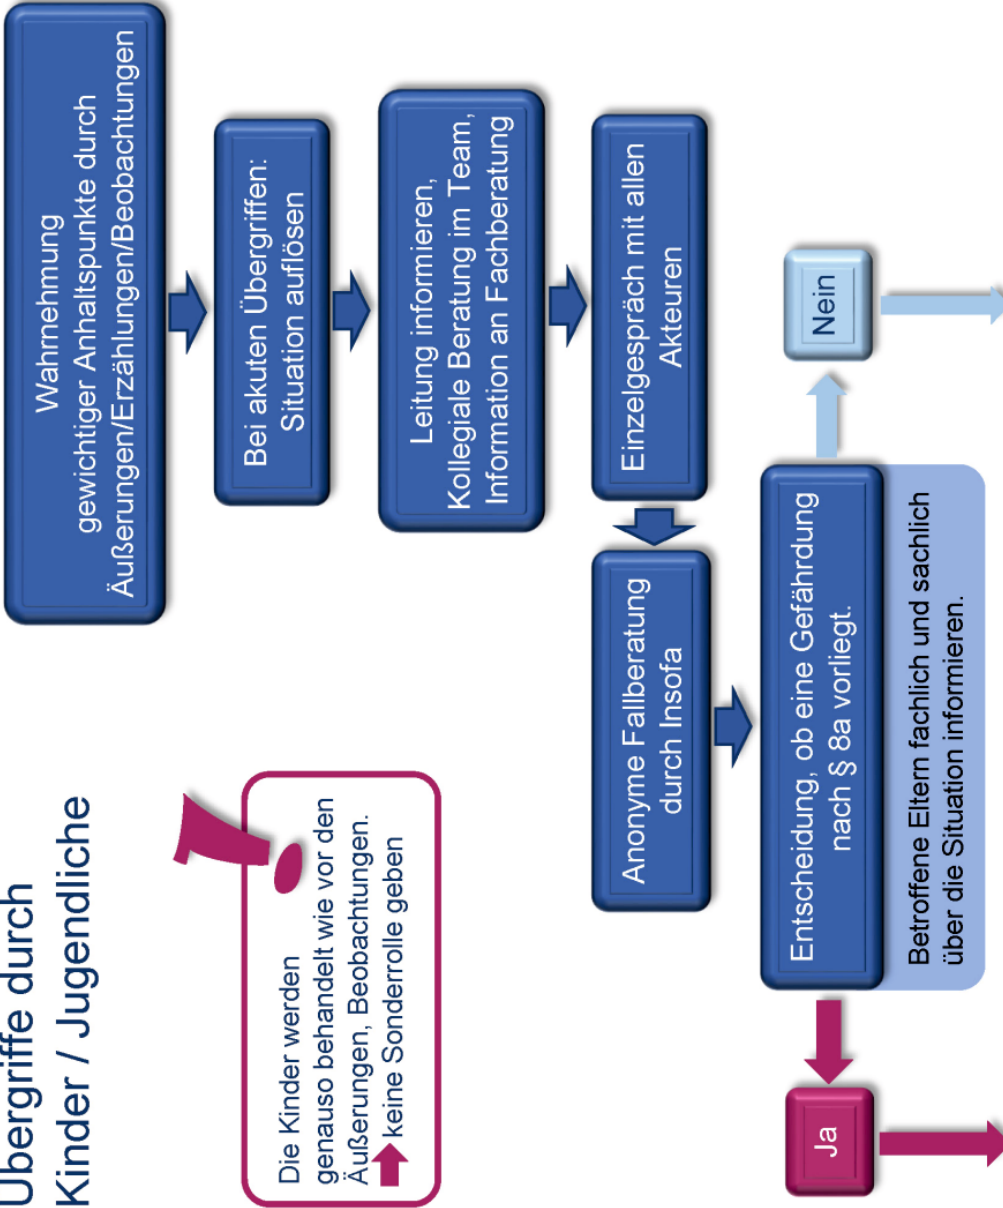 Übergriffe durch
Kinder / Jugendliche
Wahrnehmung
gewichtiger Anhaltspunkte durch
Äußerungen/Erzählungen/Beobachtungen
Bei akuten Übergriffen:
Situation auflösen
Leitung informieren,
Kollegiale Beratung im Team,
Information an Fachberatung
Einzelgespräch mit allen
Akteuren
Anonyme Fallberatung
durch Insofa
Entscheidung, ob eine Gefährdung
nach § 8a vorliegt.
Betroffene Eltern fachlich und sachlich
über die Situation informieren.
Ja
Nein
!
Die Kinder werden
genauso behandelt wie vor den
Äußerungen, Beobachtungen.
keine Sonderrolle geben